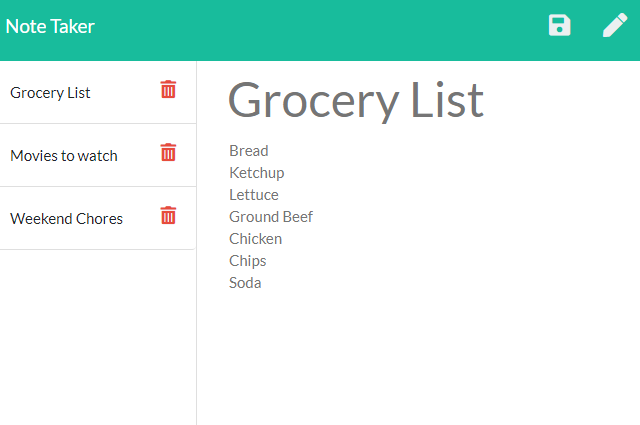 Note Taker
Grocery List
Movies to watch
Weekend Chores
Grocery List
Bread
Ketchup
Lettuce
Ground Beef
Chicken
Chips
Soda